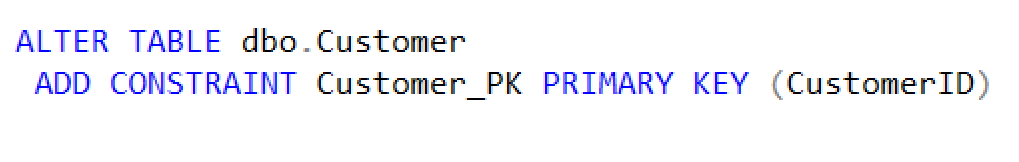 ALTER TABLE dbo.Customer
ADD CONSTRAINT Customer_PK PRIMARY KEY (CustomerID)